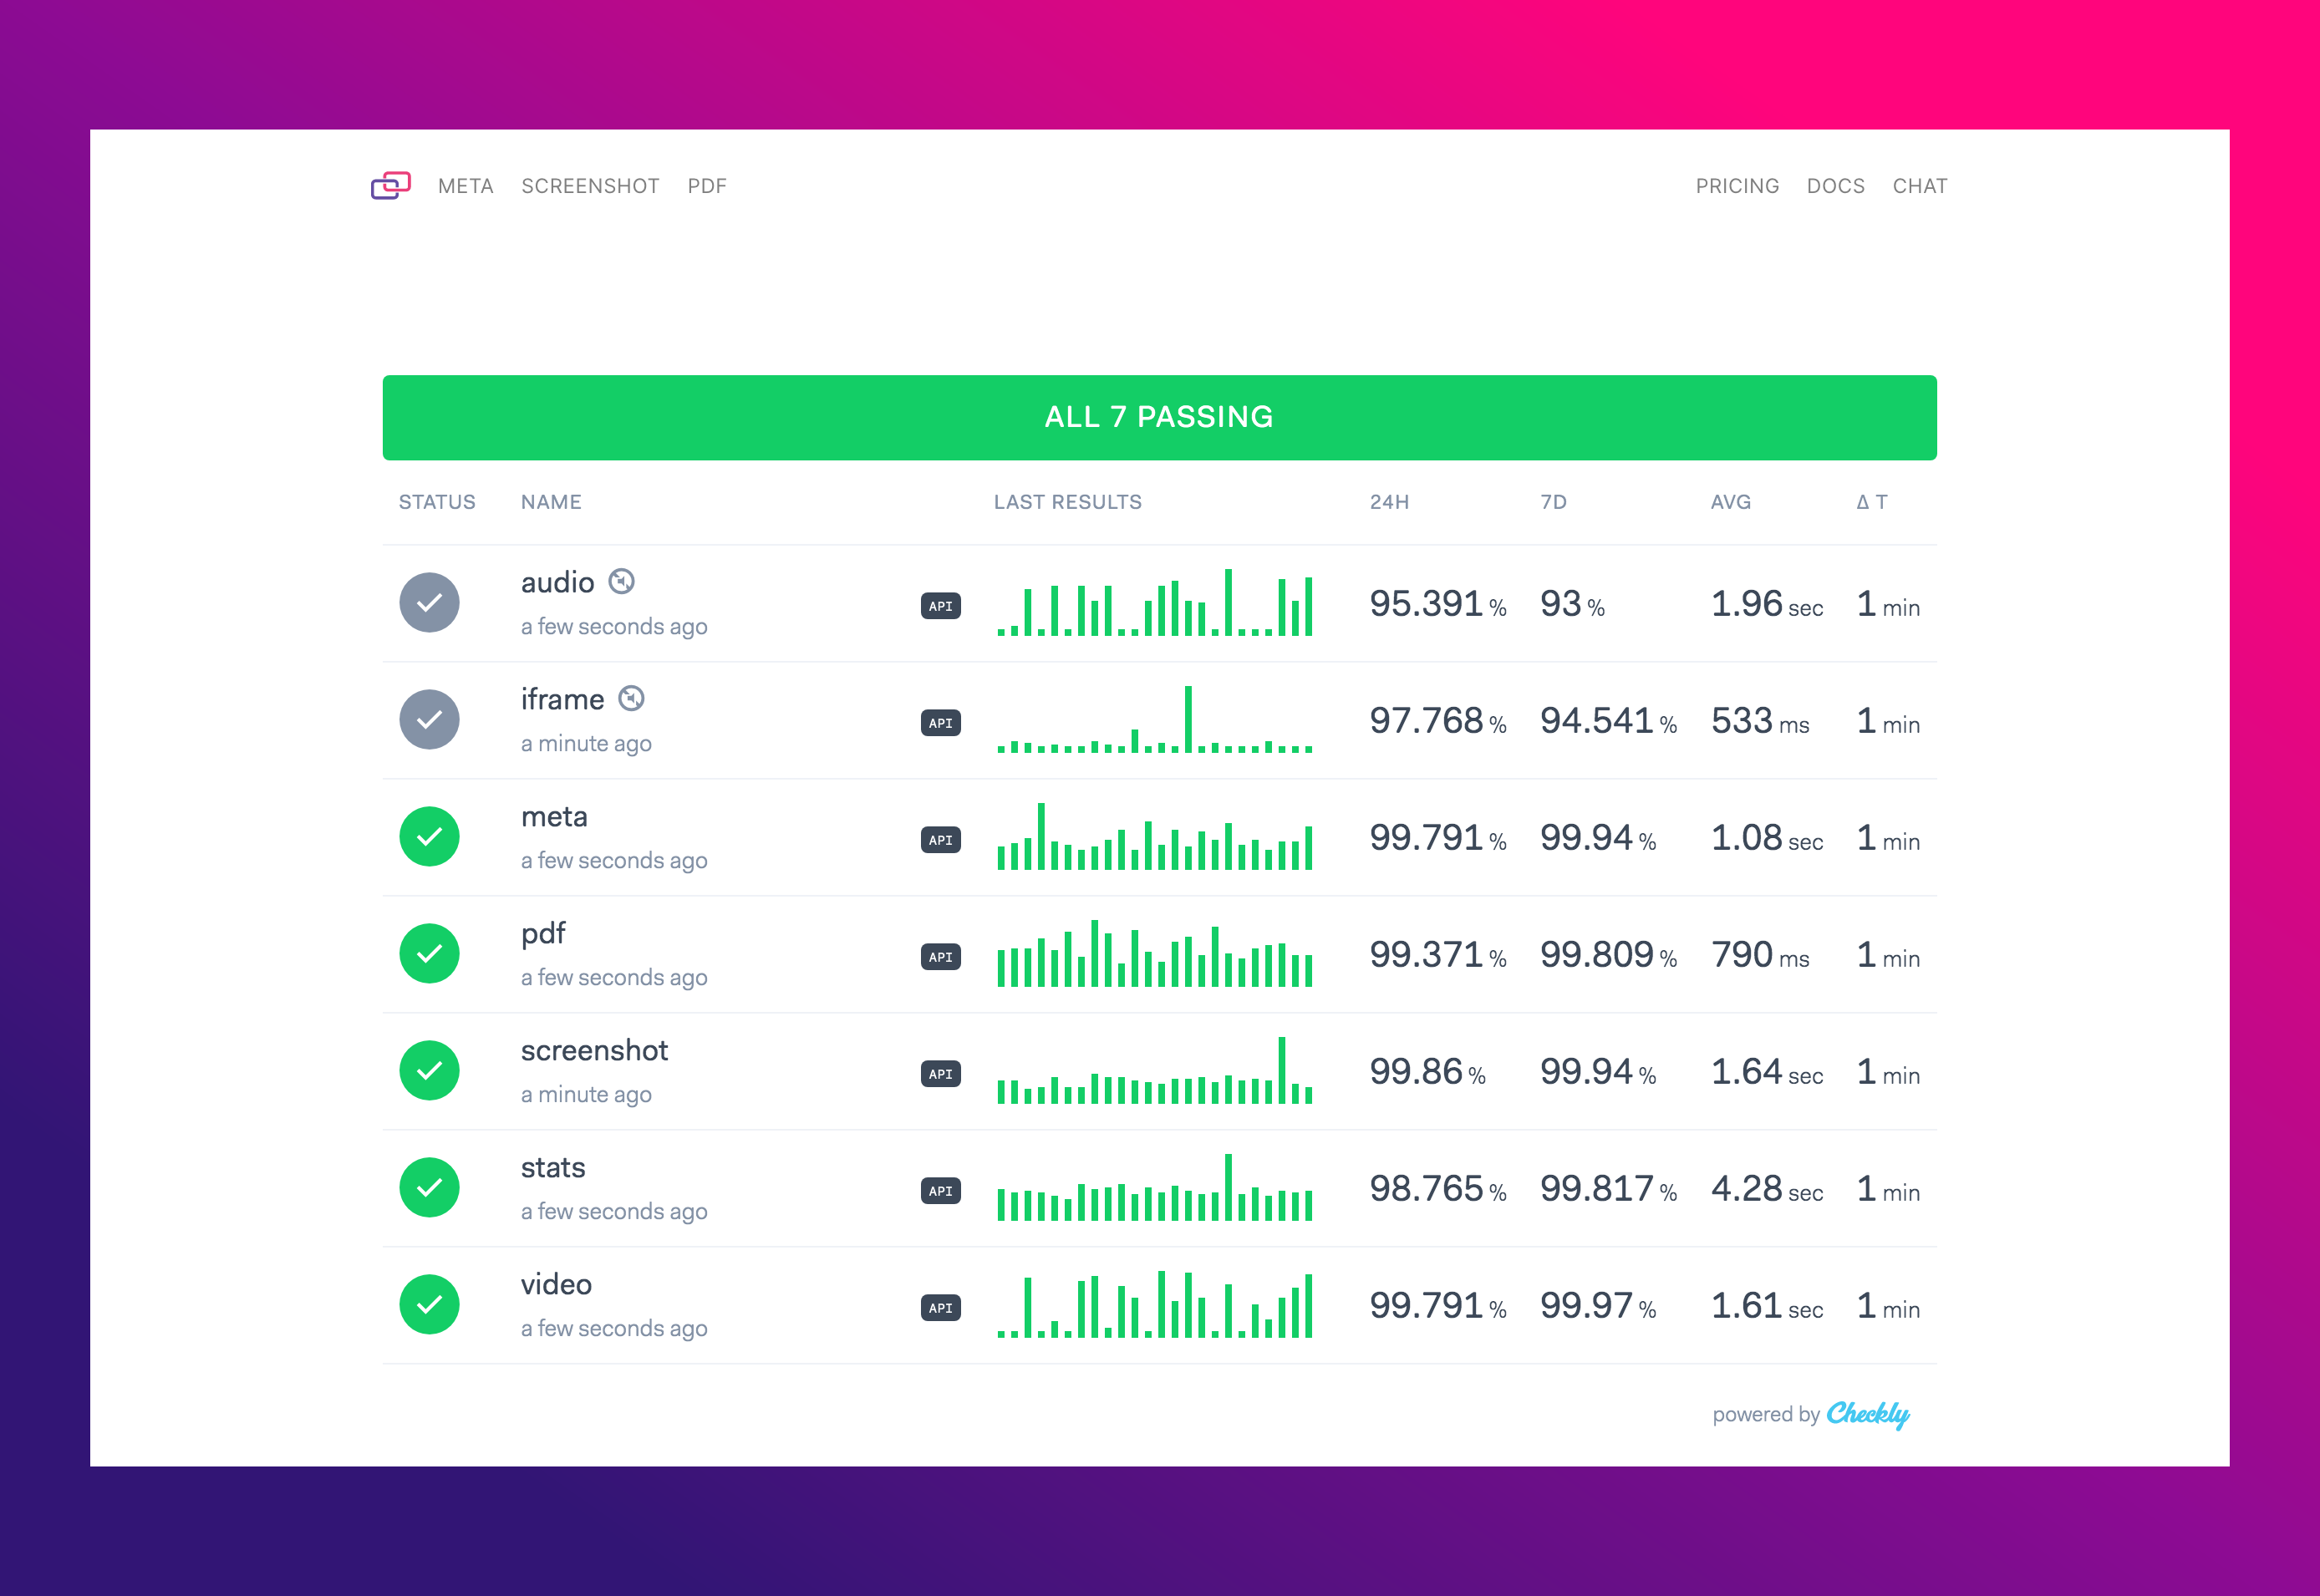 META SCREENSHOT PDF PRICING DOCS CHAT
ALL 7 PASSING
STATUS NAME LAST RESULTS 24H 7D AVG Δ T
audio
a few seconds ago
API 95.391 % 93 % 1.96 sec 1 min
iframe
a minute ago
API 97.768 % 94.541 % 533 ms 1 min
meta
a few seconds ago
API 99.791 % 99.94 % 1.08 sec 1 min
pdf
a few seconds ago
API 99.371 % 99.809 % 790 ms 1 min
screenshot
a minute ago
API 99.86 % 99.94 % 1.64 sec 1 min
stats
a few seconds ago
API 98.765 % 99.817 % 4.28 sec 1 min
video
a few seconds ago
API 99.791 % 99.97 % 1.61 sec 1 min
powered by Checkly